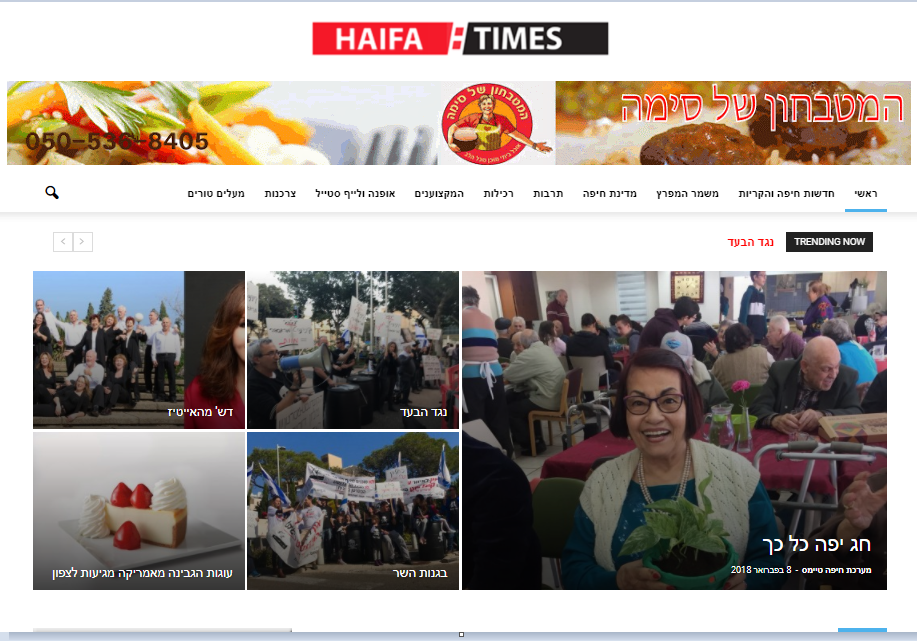 HAIFA TIMES
המטבחון של סימה
המטבחון של סימה
050-536-8405
ראשי
חדשות חיפה והקריות
משמר המפרץ
מדינת חיפה
תרבות
רכילות
המקצוענים
אופנה ולייף סטייל
צרכנות
מעלים טורים
TRENDING NOW
נגד הבעד
חג יפה כל כך
מערכת חיפה טיימס - 8 בפברואר 2018
נגד הבעד
דש' מהאייטיז
בגנות השר
עוגות הגבינה מאמריקה מגיעות לצפון